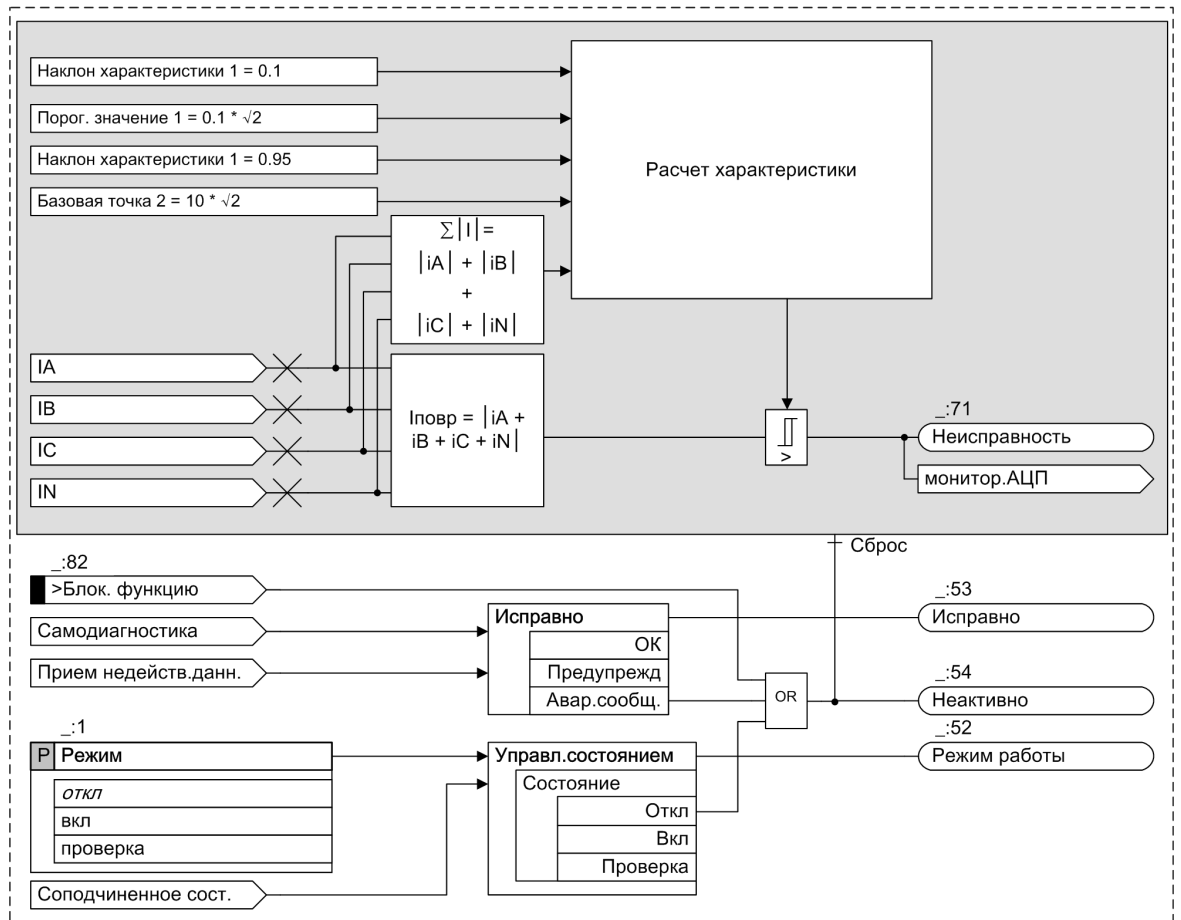 Наклон характеристики 1 = 0.1
Порог. значение 1 = 0.1 * √2
Наклон характеристики 1 = 0.95
Базовая точка 2 = 10 * √2
Расчет характеристики
∑|I|=
|iA| + |iB|
+
|iC| + |iN|
IA
IB
IC
IN
Iповр = |iA +
iB + iC + iN|
>
_:71
Неисправность
монитор.АЦП
Сброс
_:82
>Блок. функцию
Самодиагностика
Прием недейств.данн.
Исправно
ОК
Предупрежд
Авар.сообщ.
OR
_:53
Исправно
_:54
Неактивно
_:52
Режим работы
_:1
P Режим
откл
вкл
проверка
Соподчиненное сост.
Управл.состоянием
Состояние
Откл
Вкл
Проверка